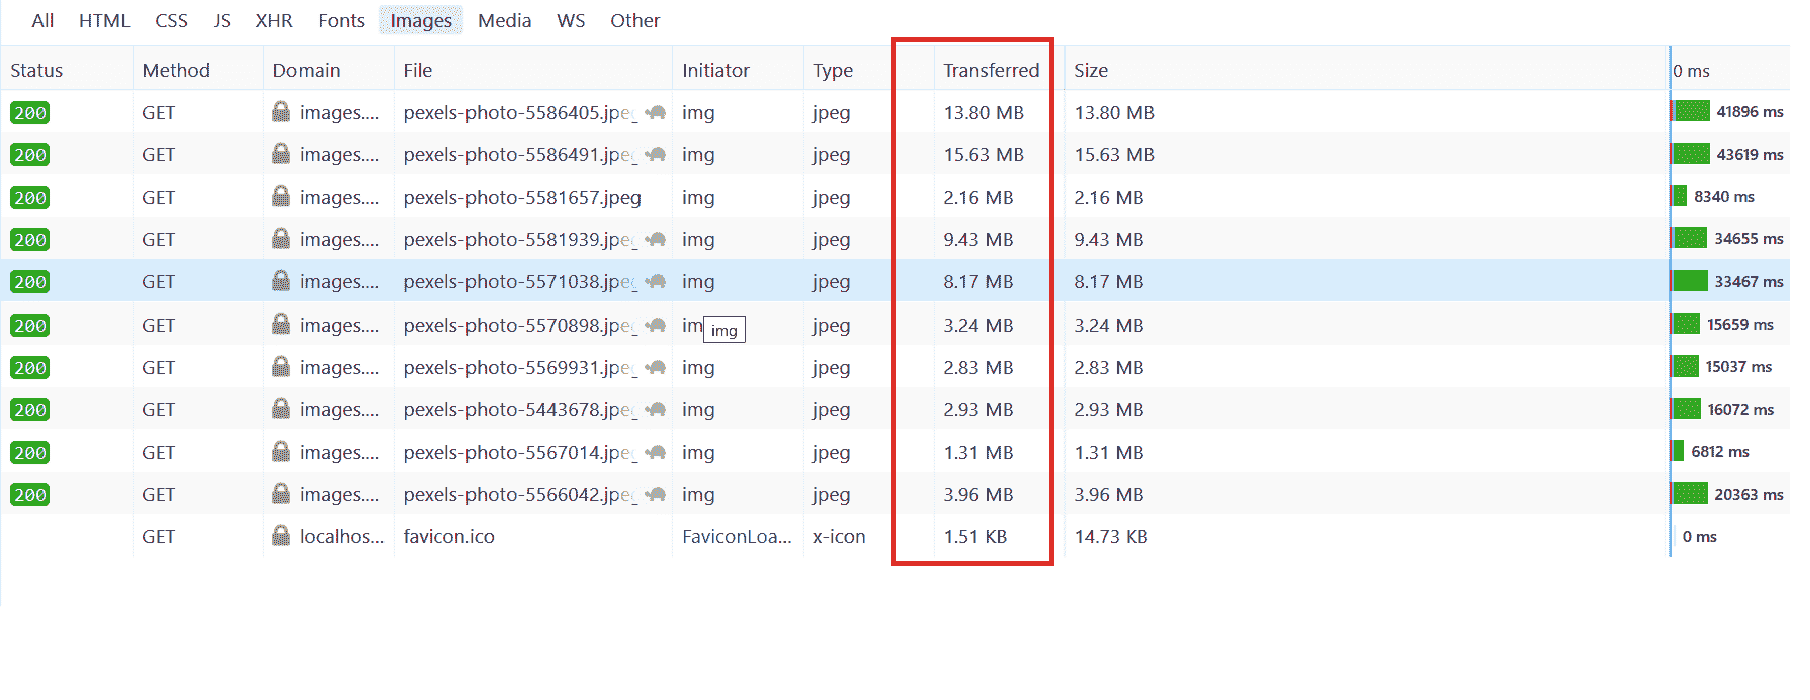 All HTML CSS JS XHR Fonts Images Media WS Other
Status Method Domain File Initiator Type Transferred Size 0 ms
200 GET images.... pexels-photo-5586405.jpeg img jpeg 13.80 MB 13.80 MB 41896 ms
200 GET images.... pexels-photo-5586491.jpeg img jpeg 15.63 MB 15.63 MB 43619 ms
200 GET images.... pexels-photo-5581657.jpeg img jpeg 2.16 MB 2.16 MB 8340 ms
200 GET images.... pexels-photo-5581939.jpeg img jpeg 9.43 MB 9.43 MB 34655 ms
200 GET images.... pexels-photo-5571038.jpeg img jpeg 8.17 MB 8.17 MB 33467 ms
200 GET images.... pexels-photo-5570898.jpeg im img jpeg 3.24 MB 3.24 MB 15659 ms
200 GET images.... pexels-photo-5569931.jpeg img jpeg 2.83 MB 2.83 MB 15037 ms
200 GET images.... pexels-photo-5443678.jpeg img jpeg 2.93 MB 2.93 MB 16072 ms
200 GET images.... pexels-photo-5567014.jpeg img jpeg 1.31 MB 1.31 MB 6812 ms
200 GET images.... pexels-photo-5566042.jpeg img jpeg 3.96 MB 3.96 MB 20363 ms
GET localhos... favicon.ico FaviconLoa... x-icon 1.51 KB 14.73 KB 0 ms